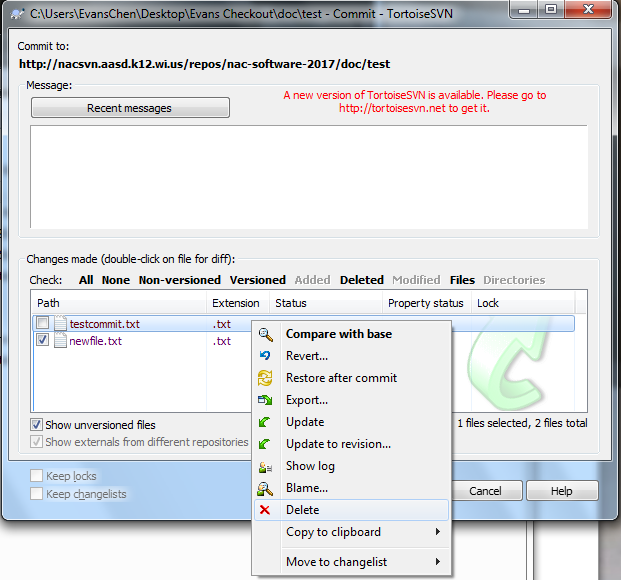 C:\Users\EvansChen\Desktop\Evans Checkout\doc\test - Commit - TortoiseSVN
Commit to:
http://nacsvn.aasd.k12.wi.us/repos/nac-software-2017/doc/test
Message:
Recent messages
A new version of TortoiseSVN is available. Please go to
http://tortoisesvn.net to get it.
Changes made (double-click on file for diff):
Check: All None Non-versioned Versioned Added Deleted Modified Files Directories
Path Extension Status Property status Lock
testcommit.txt .txt
newfile.txt .txt
Compare with base
Revert...
Restore after commit
Export...
Update
Update to revision...
Show log
Blame...
Delete
Copy to clipboard
Move to changelist
Show unversioned files
1 files selected, 2 files total
Show externals from different repositories
Keep locks
Keep changelists
Cancel Help